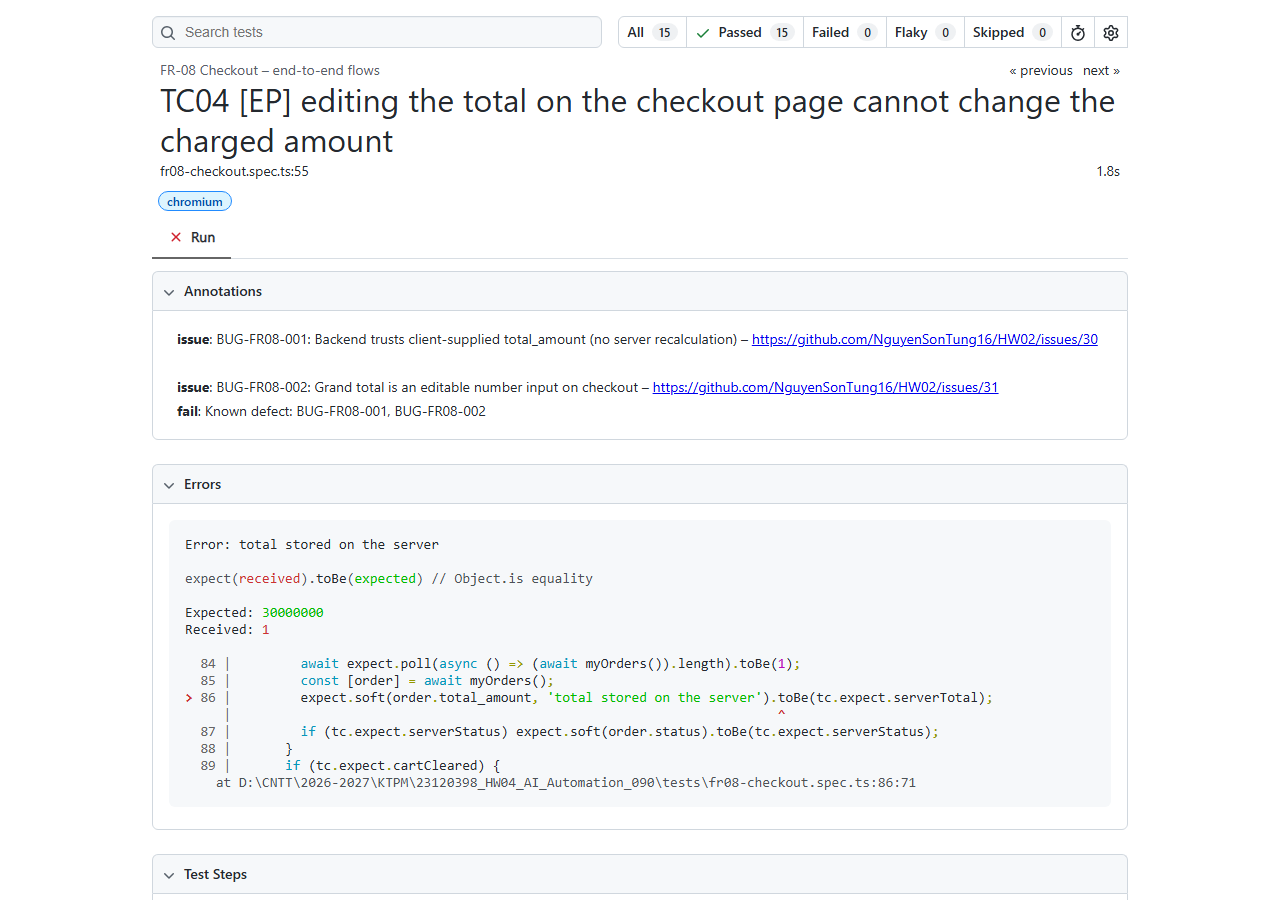 Search tests
All 15 Passed 15 Failed 0 Flaky 0 Skipped 0
FR-08 Checkout – end-to-end flows
« previous next »
TC04 [EP] editing the total on the checkout page cannot change the
charged amount
fr08-checkout.spec.ts:55
1.8s
chromium
Run
Annotations
issue: BUG-FR08-001: Backend trusts client-supplied total_amount (no server recalculation) – https://github.com/NguyenSonTung16/HW02/issues/30
issue: BUG-FR08-002: Grand total is an editable number input on checkout – https://github.com/NguyenSonTung16/HW02/issues/31
fail: Known defect: BUG-FR08-001, BUG-FR08-002
Errors
Error: total stored on the server
expect(received).toBe(expected) // Object.is equality
Expected: 30000000
Received: 1
84 | await expect.poll(async () => (await myOrders()).length).toBe(1);
85 | const [order] = await myOrders();
> 86 | expect.soft(order.total_amount, 'total stored on the server').toBe(tc.expect.serverTotal);
| ^
87 | if (tc.expect.serverStatus) expect.soft(order.status).toBe(tc.expect.serverStatus);
88 | }
89 | if (tc.expect.cartCleared) {
at D:\CNTT\2026-2027\KTPM\23120398_HW04_AI_Automation_090\tests\fr08-checkout.spec.ts:86:71
Test Steps